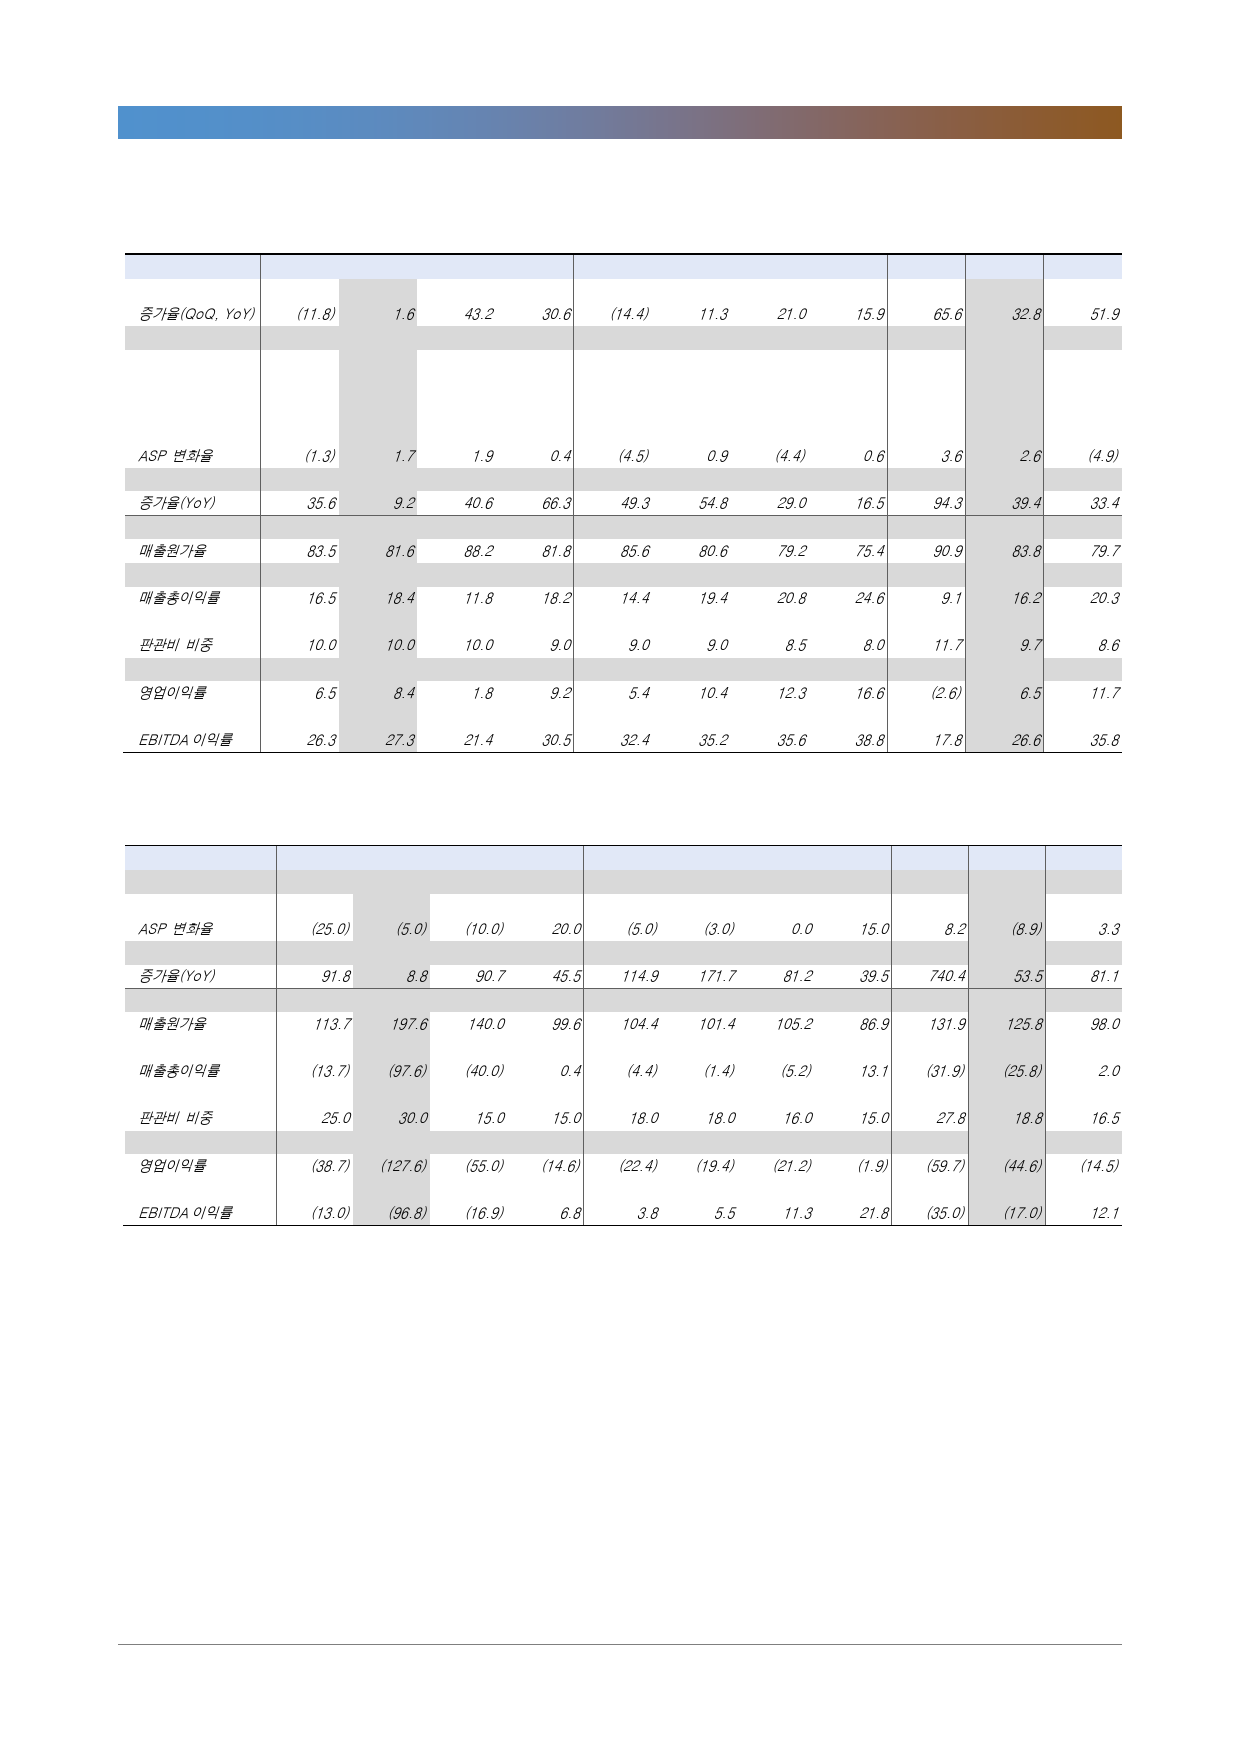 증가율(QoQ, YoY) (11.8) 1.6 43.2 30.6 (14.4) 11.3 21.0 15.9 65.6 32.8 51.9
ASP 변화율 (1.3) 1.7 1.9 0.4 (4.5) 0.9 (4.4) 0.6 3.6 2.6 (4.9)
증가율(YoY) 35.6 9.2 40.6 66.3 49.3 54.8 29.0 16.5 94.3 39.4 33.4
매출원가율 83.5 81.6 88.2 81.8 85.6 80.6 79.2 75.4 90.9 83.8 79.7
매출총이익률 16.5 18.4 11.8 18.2 14.4 19.4 20.8 24.6 9.1 16.2 20.3
판관비 비중 10.0 10.0 10.0 9.0 9.0 9.0 8.5 8.0 11.7 9.7 8.6
영업이익률 6.5 8.4 1.8 9.2 5.4 10.4 12.3 16.6 (2.6) 6.5 11.7
EBITDA 이익률 26.3 27.3 21.4 30.5 32.4 35.2 35.6 38.8 17.8 26.6 35.8
ASP 변화율 (25.0) (5.0) (10.0) 20.0 (5.0) (3.0) 0.0 15.0 8.2 (8.9) 3.3
증가율(YoY) 91.8 8.8 90.7 45.5 114.9 171.7 81.2 39.5 740.4 53.5 81.1
매출원가율 113.7 197.6 140.0 99.6 104.4 101.4 105.2 86.9 131.9 125.8 98.0
매출총이익률 (13.7) (97.6) (40.0) 0.4 (4.4) (1.4) (5.2) 13.1 (31.9) (25.8) 2.0
판관비 비중 25.0 30.0 15.0 15.0 18.0 18.0 16.0 15.0 27.8 18.8 16.5
영업이익률 (38.7) (127.6) (55.0) (14.6) (22.4) (19.4) (21.2) (1.9) (59.7) (44.6) (14.5)
EBITDA 이익률 (13.0) (96.8) (16.9) 6.8 3.8 5.5 11.3 21.8 (35.0) (17.0) 12.1